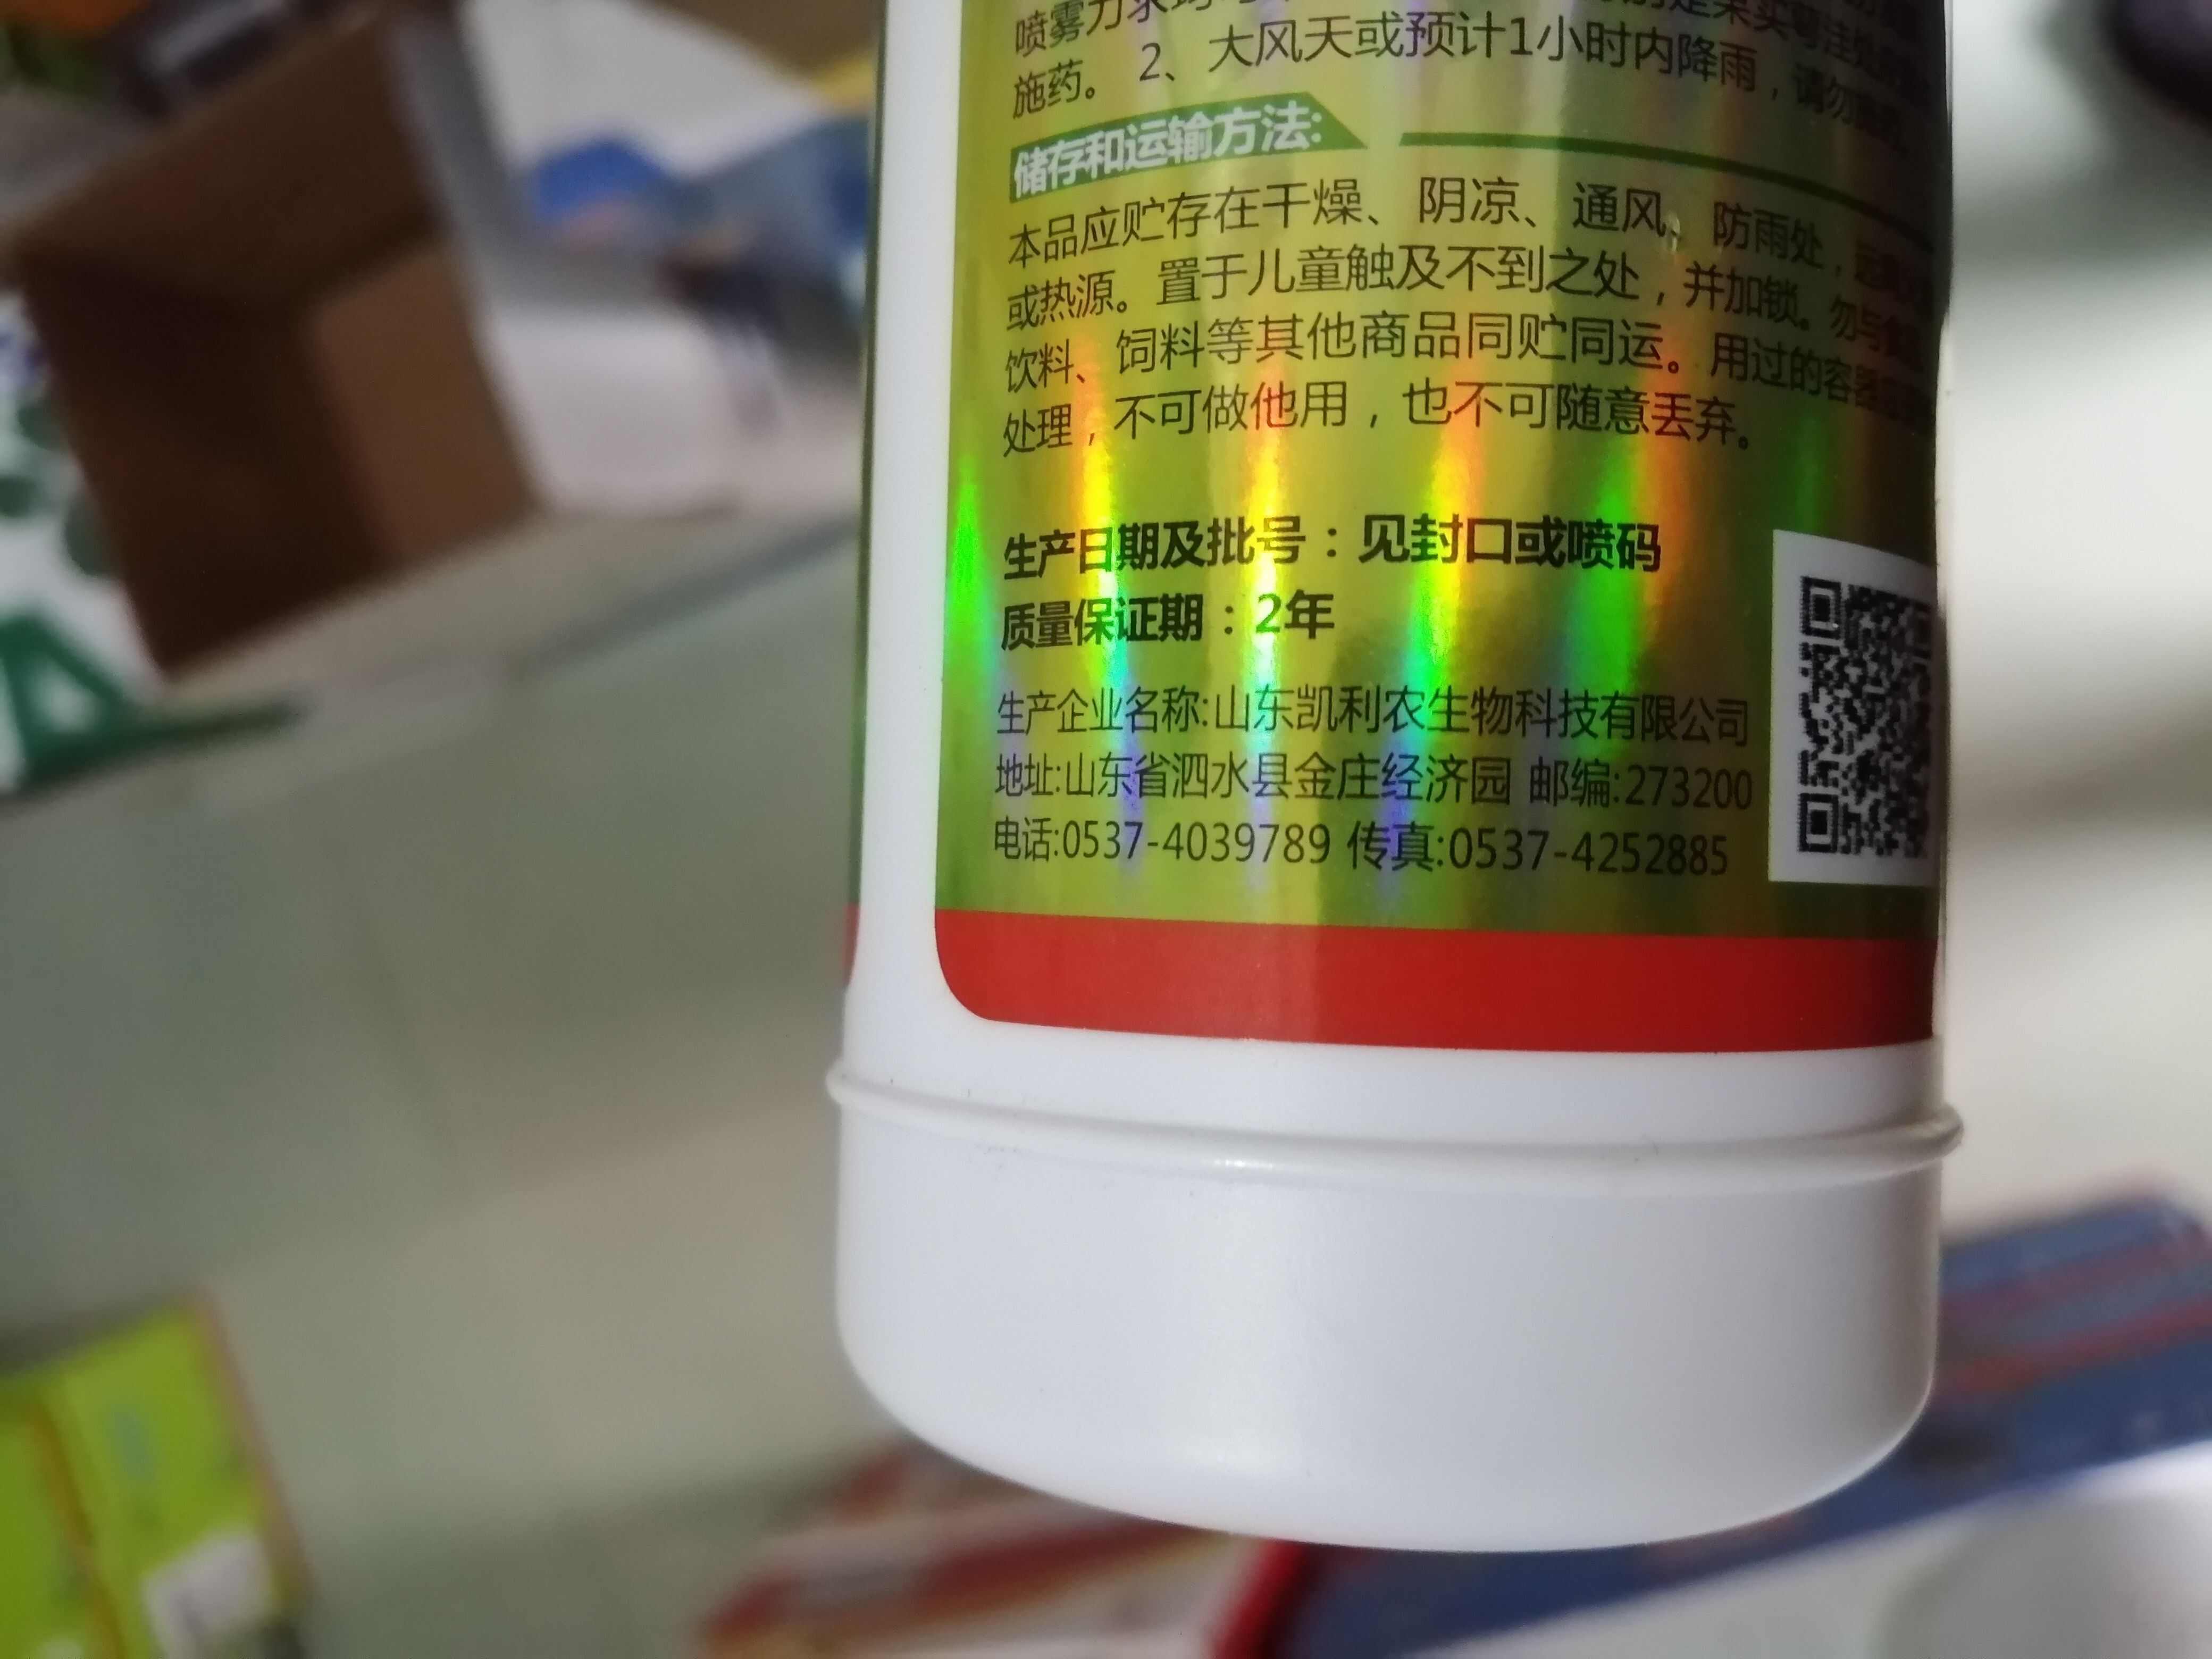 喷雾力求均
施药。 2、大风天或预计1小时内降雨，请勿
储存和运输方法:
本品应贮存在干燥、阴凉、通风、防雨处，远离
或热源。置于儿童触及不到之处，并加锁。勿与食
饮料、饲料等其他商品同贮同运。用过的容器
处理，不可做他用，也不可随意丢弃。
生产日期及批号：见封口或喷码
质量保证期：2年
生产企业名称:山东凯利农生物科技有限公司
地址:山东省泗水县金庄经济园 邮编:273200
电话:0537-4039789 传真:0537-4252885